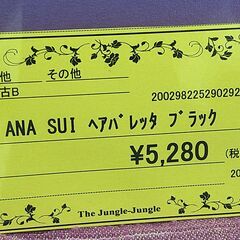 他 その他
古B
2002982252902​92
ANA SUI ヘアバレッタ ブラック
¥5,280 (税
The Jungle-Jungle